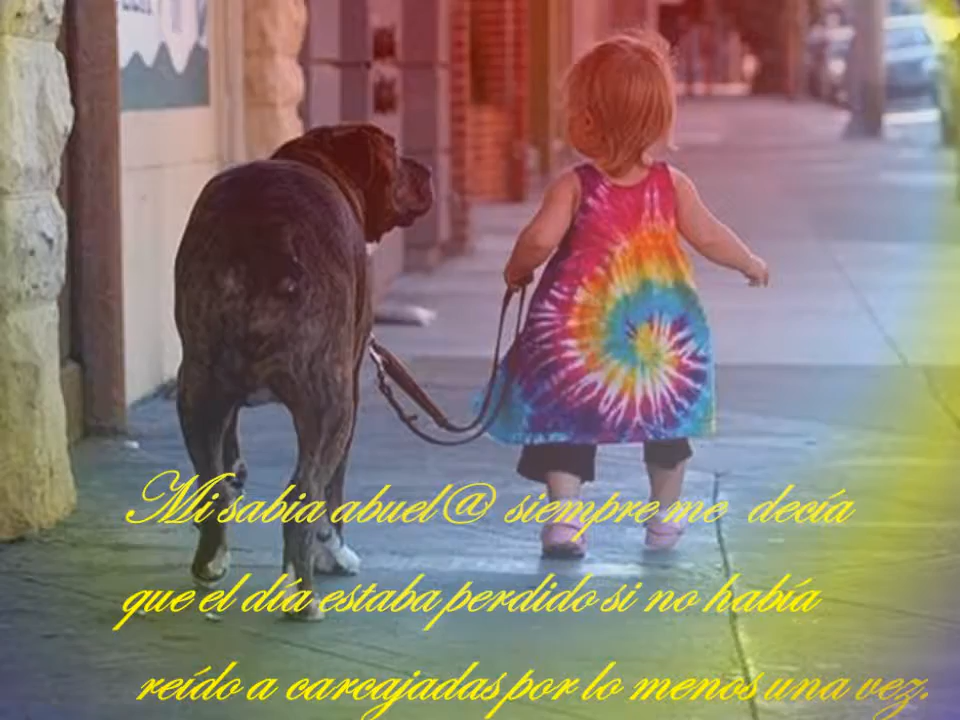 Mi sabia abuel@ siempre me decía
que el día estaba perdido si no había
reído a carcajadas por lo menos una vez.